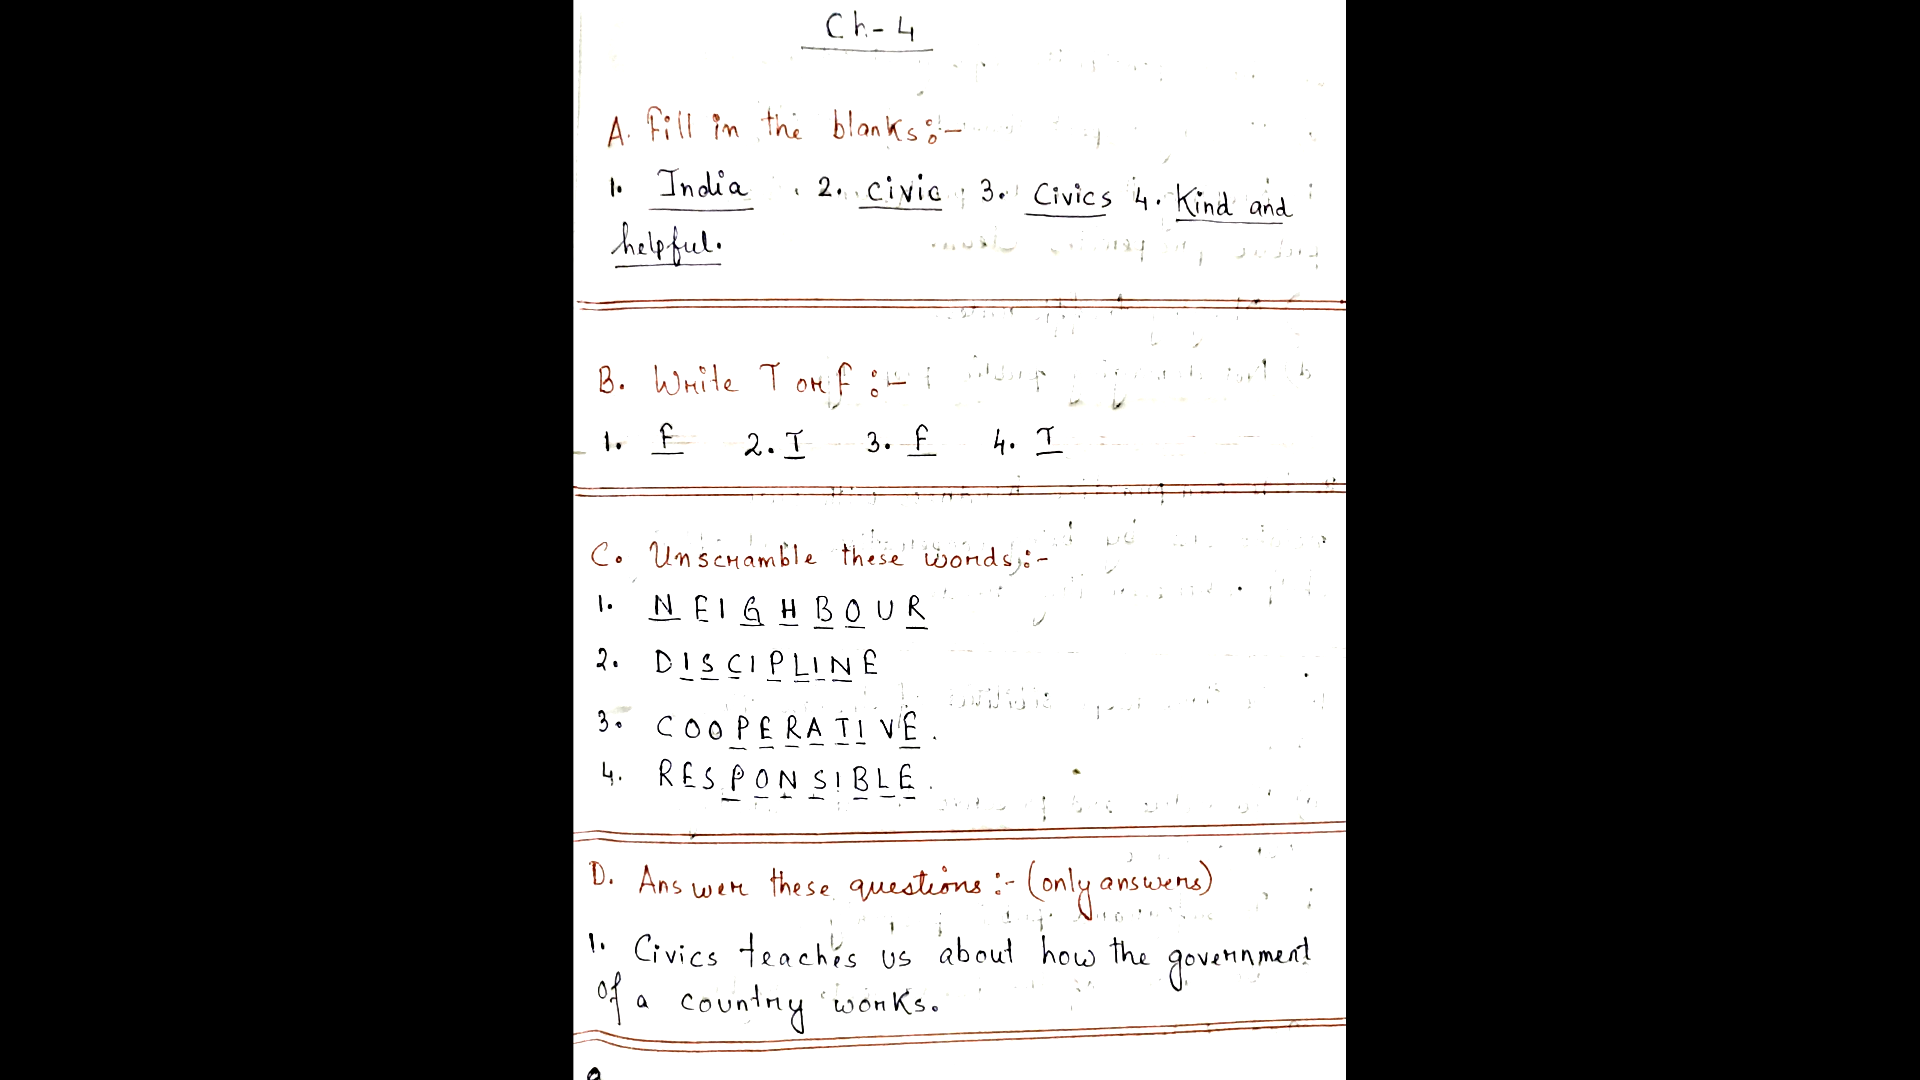 Ch-4
A. Fill in the blanks:-
1. India . 2. civic , 3. Civics 4. Kind and
helpful.
B. Write T or F :-
1. F 2. T 3. F 4. T
C. Unscramble these words:-
1. NEIGHBOUR
2. DISCIPLINE
3. COOPERATIVE.
4. RESPONSIBLE.
D. Answer these questions :- (only answers)
1. Civics teaches us about how the government
of a country works.